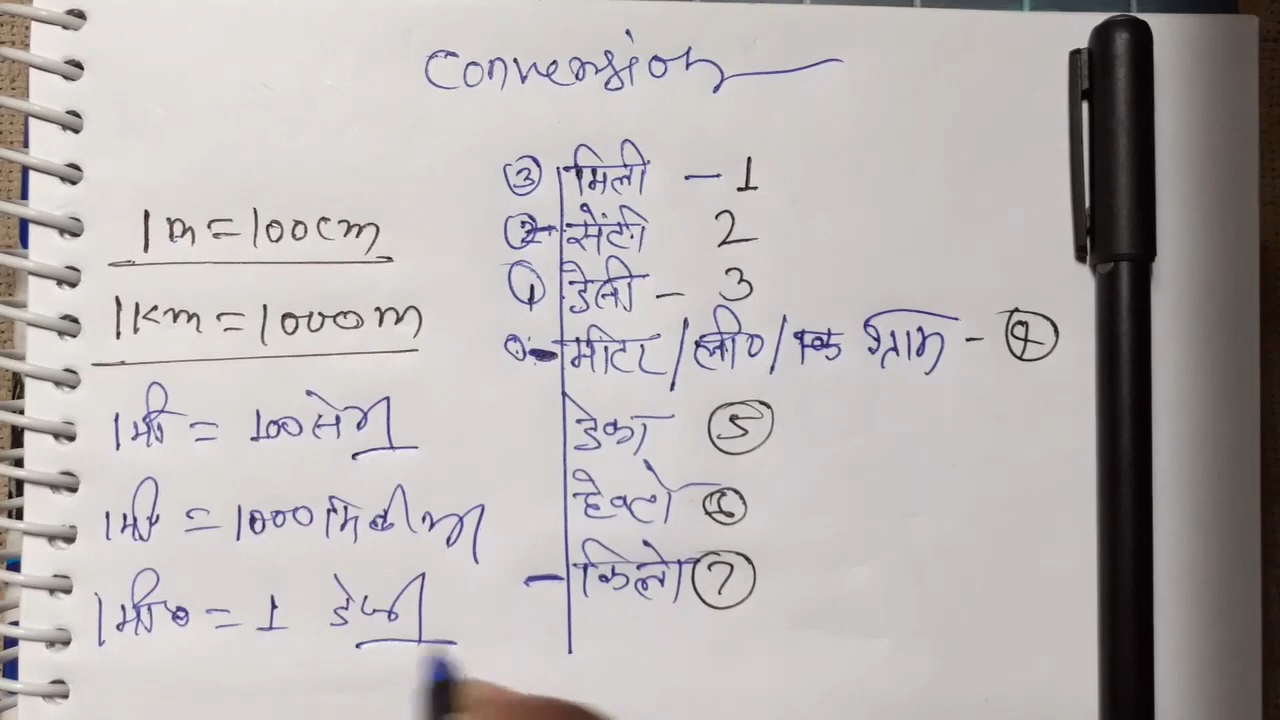 Conversion
1m = 100cm
1km = 1000m
1मी = 100सेमी
1मी = 1000 मिलीमी
1मी० = 1 डेसी
③ मिली - 1
② सेंटी 2
① डेसी - 3
0 - मीटर / ली० / ग्राम - ④
डेका ⑤
हेक्टो ⑥
- किलो ⑦